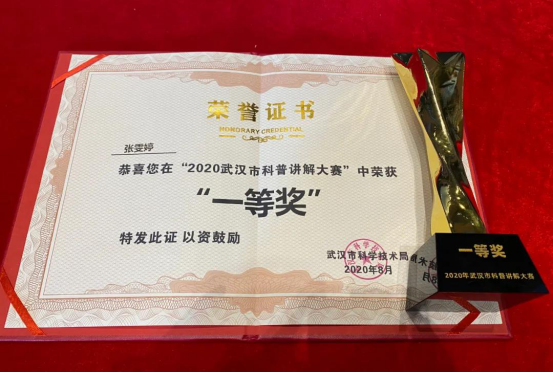 荣誉证书
HONORARY CREDENTIAL
张雯婷
恭喜您在“2020武汉市科普讲解大赛”中荣获
“一等奖”
特发此证 以资鼓励
武汉市科学技术局
2020年8月
一等奖
2020年武汉市科普讲解大赛